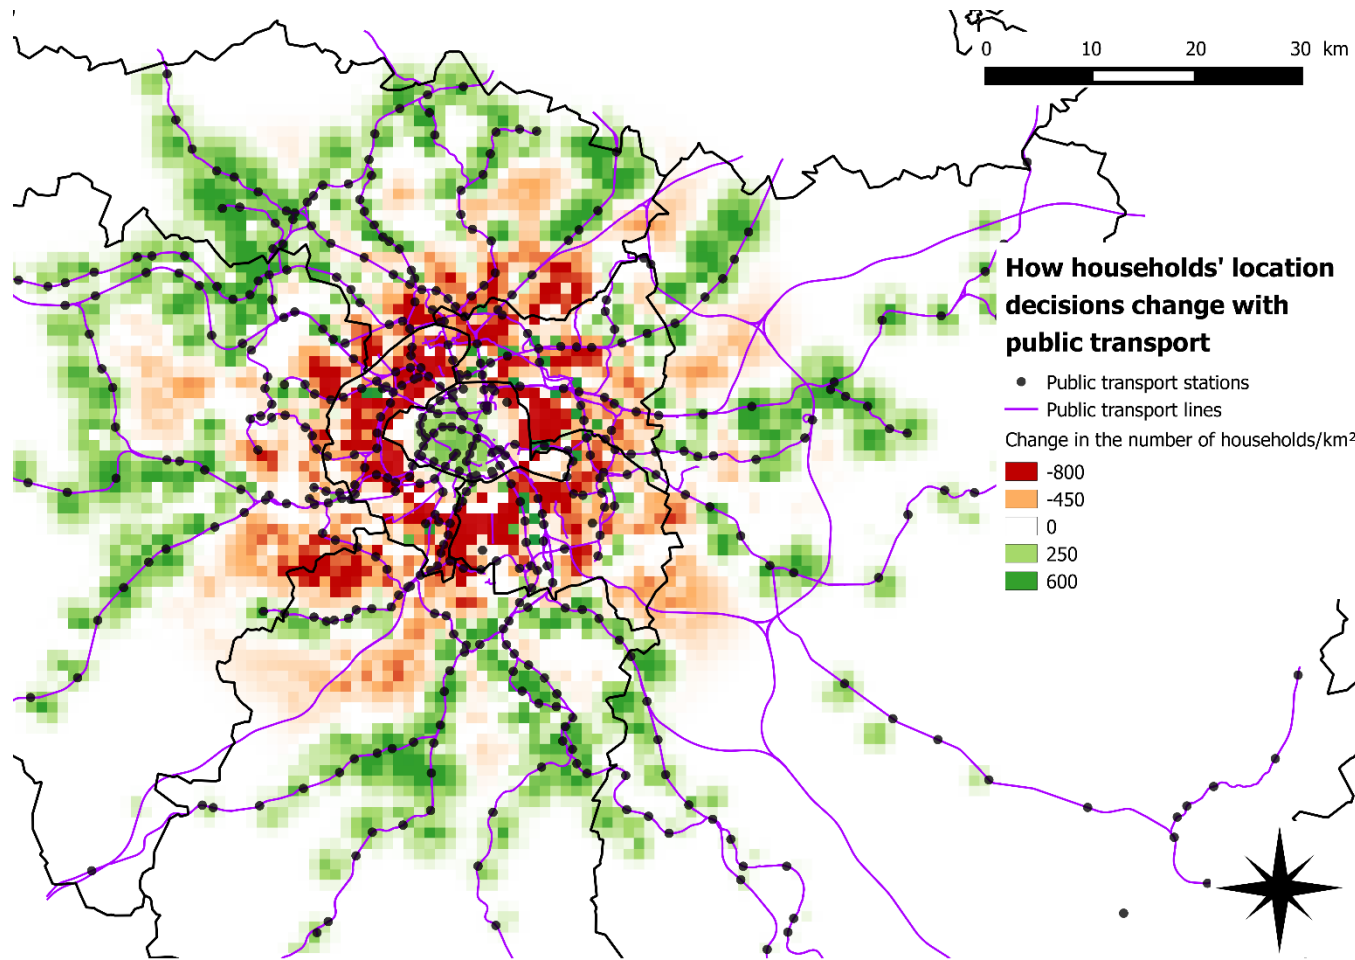 0 10 20 30 km
How households' location
decisions change with
public transport
Public transport stations
Public transport lines
Change in the number of households/km²
-800
-450
0
250
600